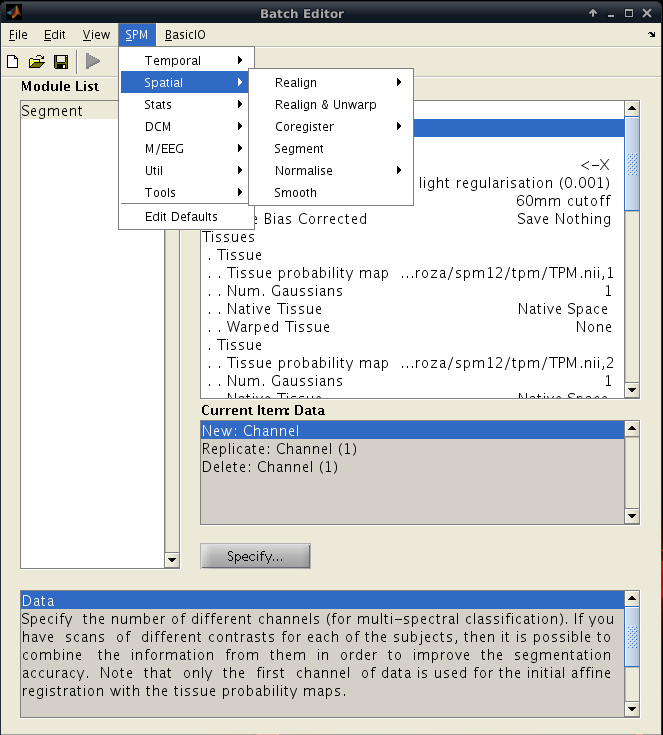 Batch Editor
File Edit View SPM BasicIO
Module List
Segment
Temporal
Spatial
Stats
DCM
M/EEG
Util
Tools
Edit Defaults
Realign
Realign & Unwarp
Coregister
Segment
Normalise
Smooth
<-X
light regularisation (0.001)
60mm cutoff
Bias Corrected Save Nothing
Tissues
. Tissue
. . Tissue probability map ...roza/spm12/tpm/TPM.nii,1
. . Num. Gaussians 1
. . Native Tissue Native Space
. . Warped Tissue None
. Tissue
. . Tissue probability map ...roza/spm12/tpm/TPM.nii,2
. . Num. Gaussians 1
. . Native Tissue Native Space
Current Item: Data
New: Channel
Replicate: Channel (1)
Delete: Channel (1)
Specify...
Data
Specify the number of different channels (for multi-spectral classification). If you
have scans of different contrasts for each of the subjects, then it is possible to
combine the information from them in order to improve the segmentation
accuracy. Note that only the first channel of data is used for the initial affine
registration with the tissue probability maps.